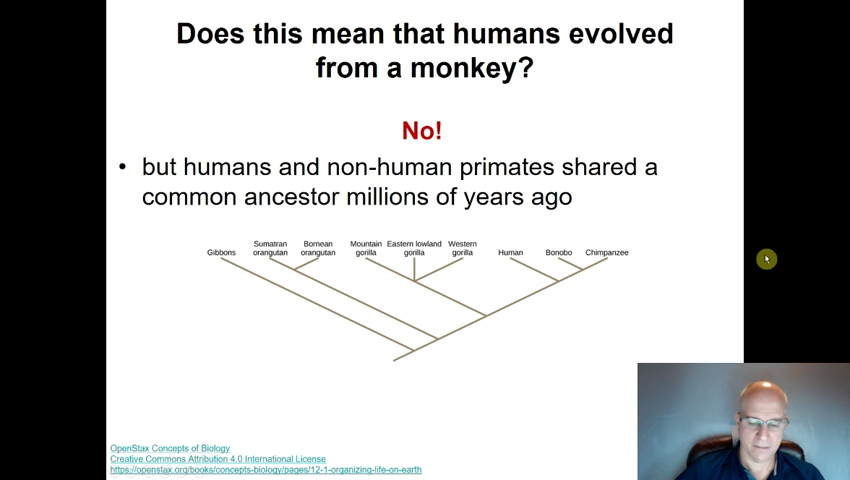 Does this mean that humans evolved
from a monkey?
No!
• but humans and non-human primates shared a
common ancestor millions of years ago
Gibbons
Sumatran
orangutan
Bornean
orangutan
Mountain
gorilla
Eastern lowland
gorilla
Western
gorilla
Human
Bonobo
Chimpanzee
OpenStax Concepts of Biology
Creative Commons Attribution 4.0 International License
https://openstax.org/books/concepts-biology/pages/12-1-organizing-life-on-earth